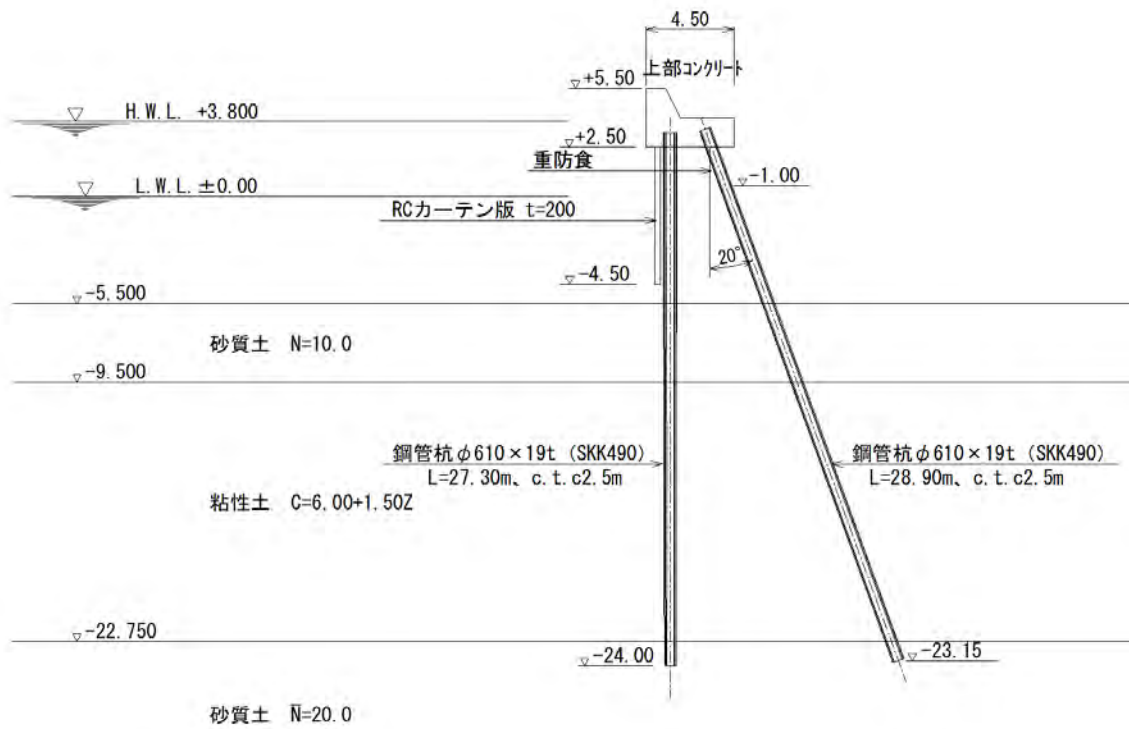 4.50
上部コンクリート
+5.50
H.W.L. +3.800
+2.50
重防食
-1.00
L.W.L. ±0.00
RCカーテン版 t=200
20°
-4.50
-5.500
砂質土 N=10.0
-9.500
鋼管杭φ610×19t (SKK490)
L=27.30m、c.t.c2.5m
鋼管杭φ610×19t (SKK490)
L=28.90m、c.t.c2.5m
粘性土 C=6.00+1.50Z
-22.750
-24.00
-23.15
砂質土 N̄=20.0